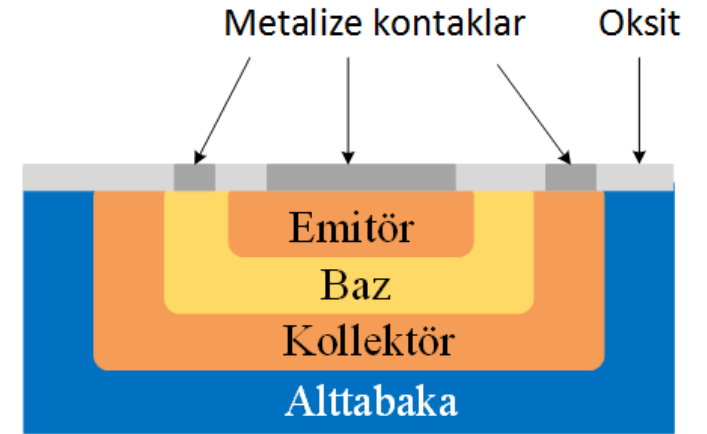 Metalize kontaklar
Oksit
Emitör
Baz
Kollektör
Alttabaka